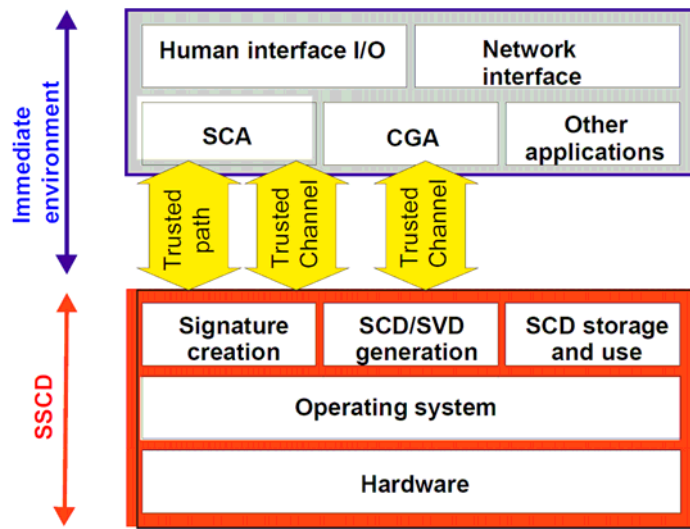 Human interface I/O
Network
interface
SCA
CGA
Other
applications
Immediate
environment
Trusted
path
Trusted
Channel
Trusted
Channel
Signature
creation
SCD/SVD
generation
SCD storage
and use
Operating system
Hardware
SSCD